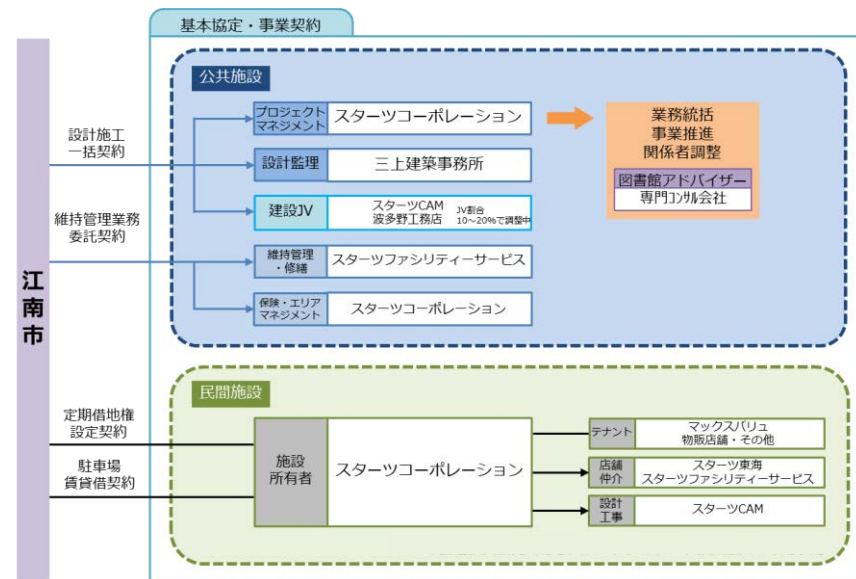 基本協定・事業契約
江南市
設計施工
一括契約
維持管理業務
委託契約
定期借地権
設定契約
駐車場
賃貸借契約
公共施設
プロジェクト
マネジメント
スターツコーポレーション
設計監理
三上建築事務所
建設JV
スターツCAM
波多野工務店
JV割合
10～20%で調整中
維持管理
・修繕
スターツファシリティーサービス
保険・エリア
マネジメント
スターツコーポレーション
業務統括
事業推進
関係者調整
図書館アドバイザー
専門ｺﾝｻﾙ会社
民間施設
施設
所有者
スターツコーポレーション
テナント
マックスバリュ
物販店舗・その他
店舗
仲介
スターツ東海
スターツファシリティーサービス
設計
工事
スターツCAM